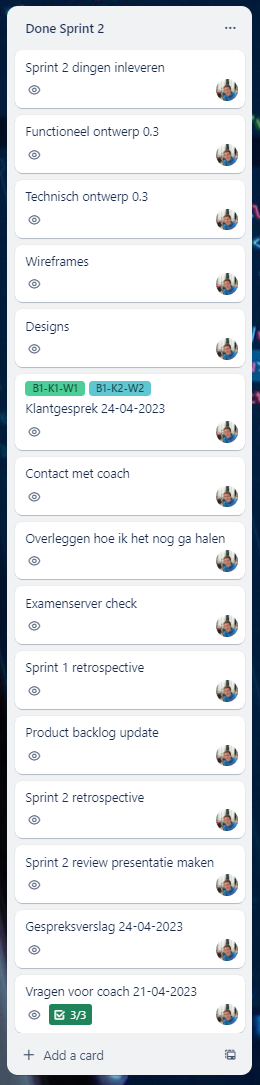 Done Sprint 2
Sprint 2 dingen inleveren
Functioneel ontwerp 0.3
Technisch ontwerp 0.3
Wireframes
Designs
B1-K1-W1 B1-K2-W2
Klantgesprek 24-04-2023
Contact met coach
Overleggen hoe ik het nog ga halen
Examenserver check
Sprint 1 retrospective
Product backlog update
Sprint 2 retrospective
Sprint 2 review presentatie maken
Gespreksverslag 24-04-2023
Vragen voor coach 21-04-2023
3/3
Add a card